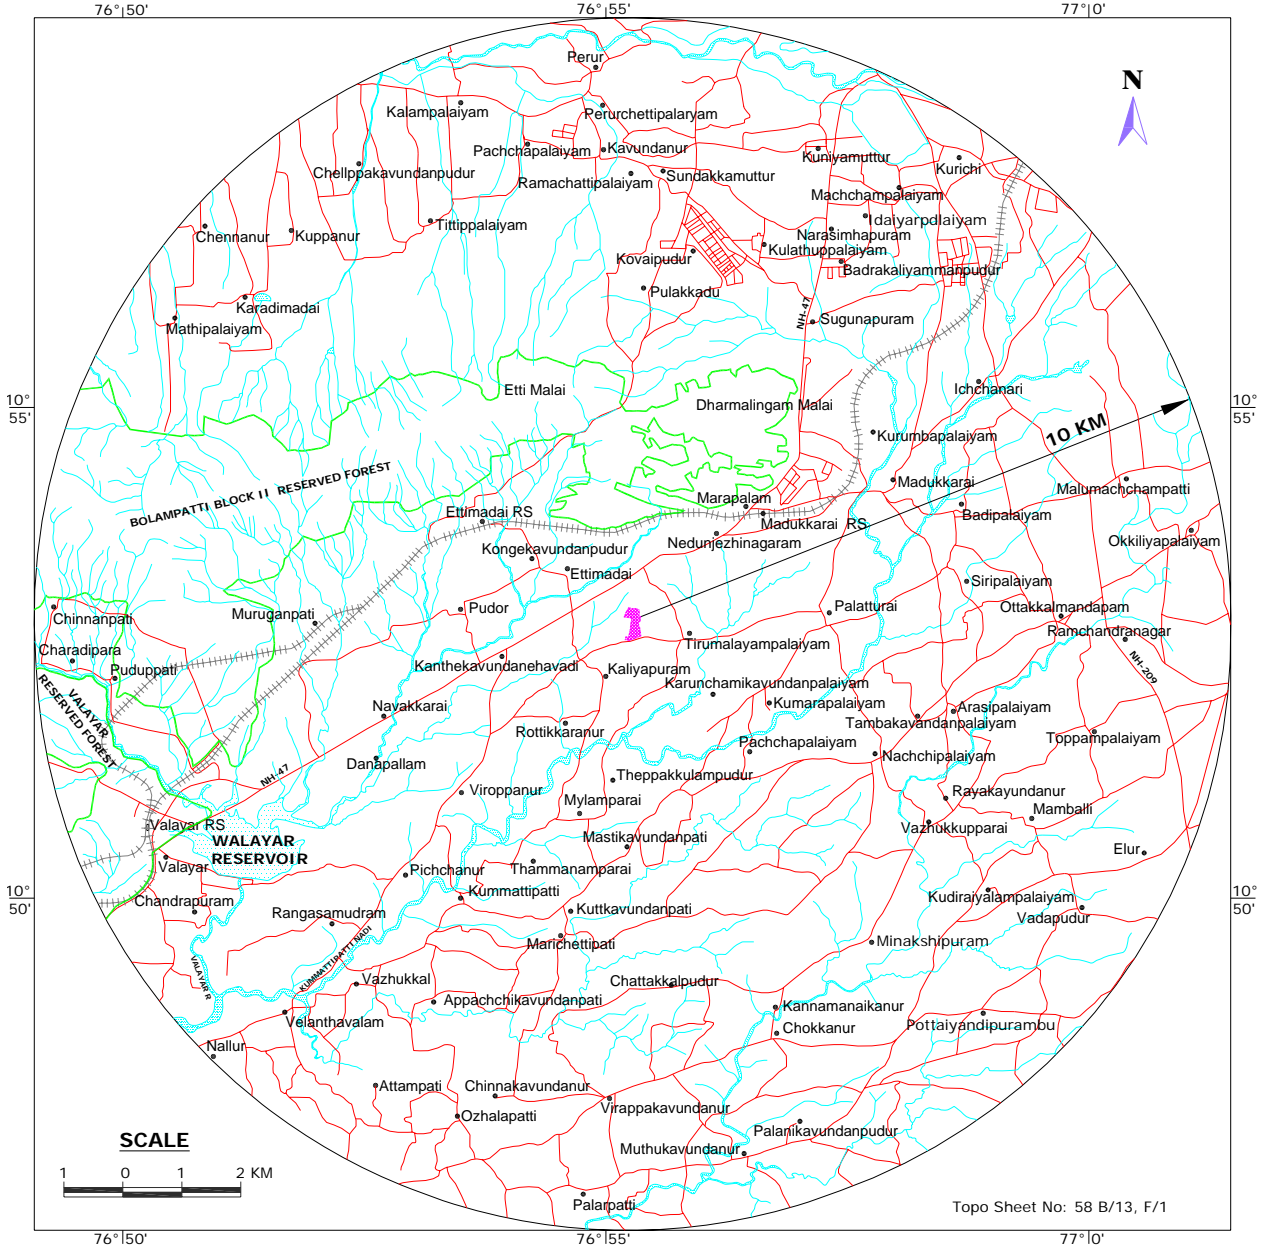 76°50'
76°55'
77°0'
N
Perur
Kalampalaiyam
Perurchettipalaryam
Pachchapalaiyam
Kavundanur
Kuniyamuttur
Kurichi
Chellppakavundanpudur
Ramachattipalaiyam
Sundakkamuttur
Machchampalaiyam
Idaiyarpdlaiyam
Tittippalaiyam
Chennanur
Kuppanur
Narasimhapuram
Kulathuppalaiyam
Kovaipudur
Badrakaliyammanpudur
Pulakkadu
Karadimadai
Mathipalaiyam
NH-47
Sugunapuram
Etti Malai
Ichchanari
Dharmalingam Malai
10°
55'
10°
55'
10 KM
Kurumbapalaiyam
BOLAMPATTI BLOCK II RESERVED FOREST
Madukkarai
Malumachchampatti
Marapalam
Ettimadai RS
Badipalaiyam
Madukkarai RS
Nedunjezhinagaram
Okkiliyapalaiyam
Kongekavundanpudur
Ettimadai
Siripalaiyam
Chinnanpati
Muruganpati
Pudor
Palatturai
Ottakkalmandapam
Ramchandranagar
Charadipara
Tirumalayampalaiyam
Puduppati
Kanthekavundanehavadi
Kaliyapuram
NH-209
VALAYAR
RESERVED FOREST
Karunchamikavundanpalaiyam
Navakkarai
Kumarapalaiyam
Arasipalaiyam
Tambakavandanpalaiyam
Rottikkaranur
Toppampalaiyam
Pachchapalaiyam
Nachchipalaiyam
Danapallam
NH-47
Theppakkulampudur
Viroppanur
Rayakayundanur
Mylamparai
Mamballi
Valayar RS
Vazhukkupparai
WALAYAR
RESERVOIR
Mastikavundanpati
Elur
Valayar
Pichchanur
Thammanamparai
Kummattipatti
Kudiraiyalampalaiyam
10°
50'
10°
50'
Chandrapuram
Rangasamudram
Kuttkavundanpati
Vadapudur
Marichettipati
Minakshipuram
KUMMATTIPATTI NADI
VALAYAR R
Vazhukkal
Chattakkalpudur
Appachchikavundanpati
Kannamanaikanur
Velanthavalam
Chokkanur
Pottaiyandipurambu
Nallur
Attampati
Chinnakavundanur
Ozhalapatti
Virappakavundanur
Palanikavundanpudur
Muthukavundanur
SCALE
1 0 1 2 KM
Palarpatti
Topo Sheet No: 58 B/13, F/1
76°50'
76°55'
77°0'